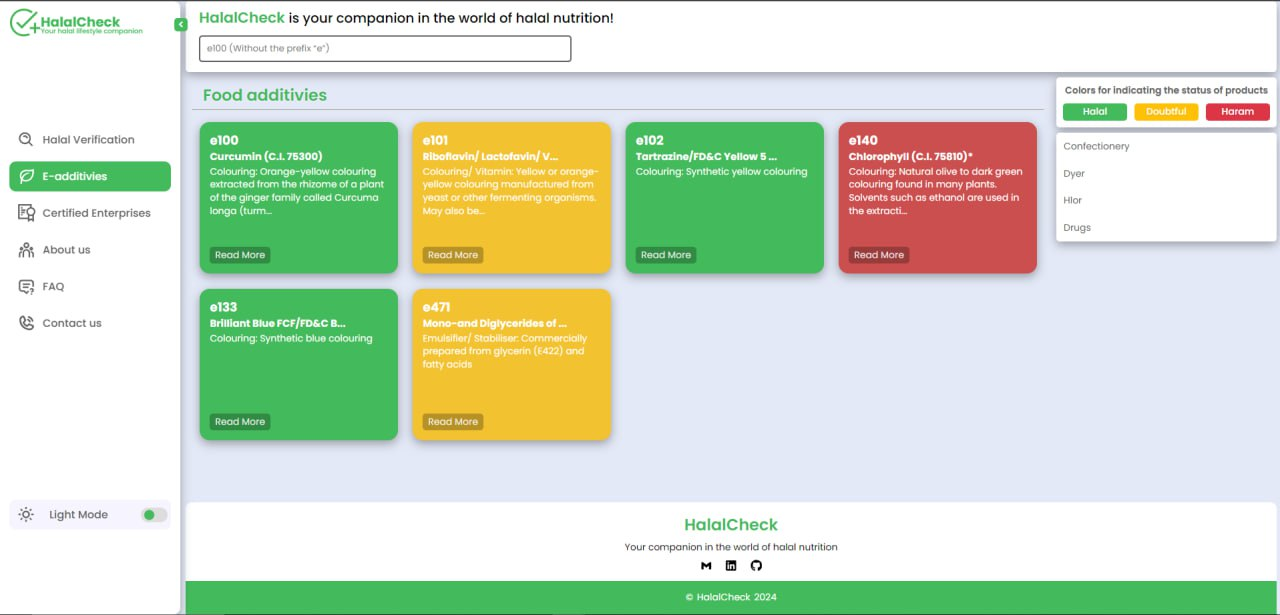 HalalCheck
Your halal lifestyle companion
Halal Verification
E-additivies
Certified Enterprises
About us
FAQ
Contact us
Light Mode
HalalCheck is your companion in the world of halal nutrition!
e100 (Without the prefix "e")
Food additivies
e100
Curcumin (C.I. 75300)
Colouring: Orange-yellow colouring
extracted from the rhizome of a plant
of the ginger family called Curcuma
longa (turm...
Read More
e101
Riboflavin/ Lactofavin/ V...
Colouring/ Vitamin: Yellow or orange-
yellow colouring manufactured from
yeast or other fermenting organisms.
May also be...
Read More
e102
Tartrazine/FD&C Yellow 5 ...
Colouring: Synthetic yellow colouring
Read More
e140
Chlorophyll (C.I. 75810)*
Colouring: Natural olive to dark green
colouring found in many plants.
Solvents such as ethanol are used in
the extracti...
Read More
e133
Brilliant Blue FCF/FD&C B...
Colouring: Synthetic blue colouring
Read More
e471
Mono-and Diglycerides of ...
Emulsifier/ Stabiliser: Commercially
prepared from glycerin (E422) and
fatty acids
Read More
Colors for indicating the status of products
Halal Doubtful Haram
Confectionery
Dyer
Hlor
Drugs
HalalCheck
Your companion in the world of halal nutrition
© HalalCheck 2024